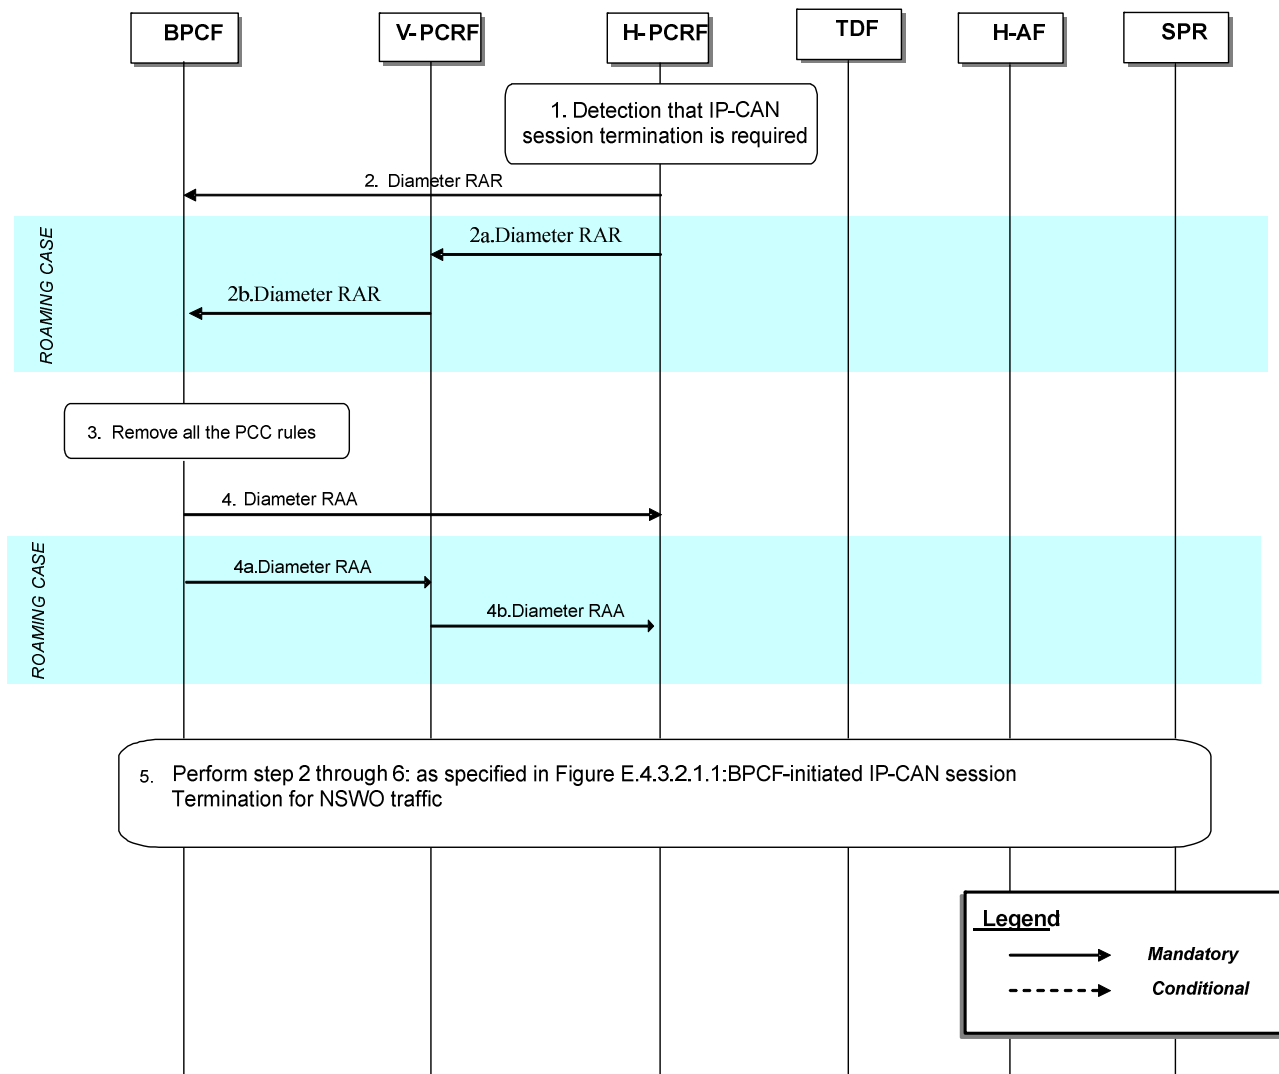 BPCF
V-PCRF
H-PCRF
TDF
H-AF
SPR
1. Detection that IP-CAN
session termination is required
2. Diameter RAR
ROAMING CASE
2a.Diameter RAR
2b.Diameter RAR
3. Remove all the PCC rules
4. Diameter RAA
ROAMING CASE
4a.Diameter RAA
4b.Diameter RAA
5. Perform step 2 through 6: as specified in Figure E.4.3.2.1.1:BPCF-initiated IP-CAN session
Termination for NSWO traffic
Legend
Mandatory
Conditional